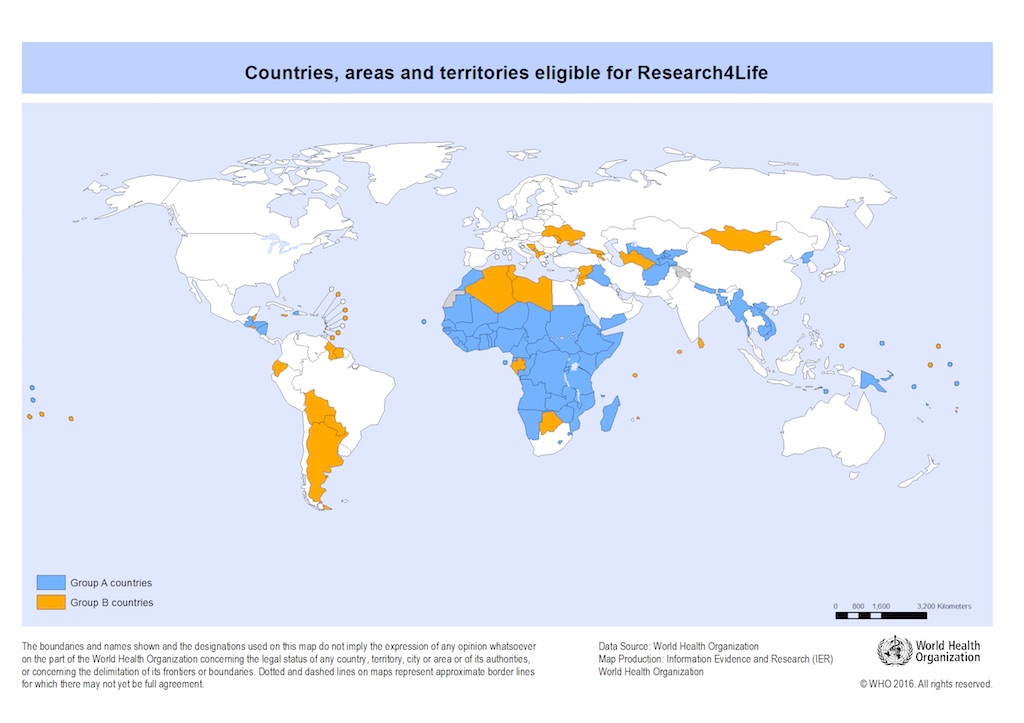 Countries, areas and territories eligible for Research4Life
Group A countries
Group B countries
0 800 1,600 3,200 Kilometers
The boundaries and names shown and the designations used on this map do not imply the expression of any opinion whatsoever
on the part of the World Health Organization concerning the legal status of any country, territory, city or area or of its authorities,
or concerning the delimitation of its frontiers or boundaries. Dotted and dashed lines on maps represent approximate border lines
for which there may not yet be full agreement.
Data Source: World Health Organization
Map Production: Information Evidence and Research (IER)
World Health Organization
World Health
Organization
© WHO 2016. All rights reserved.